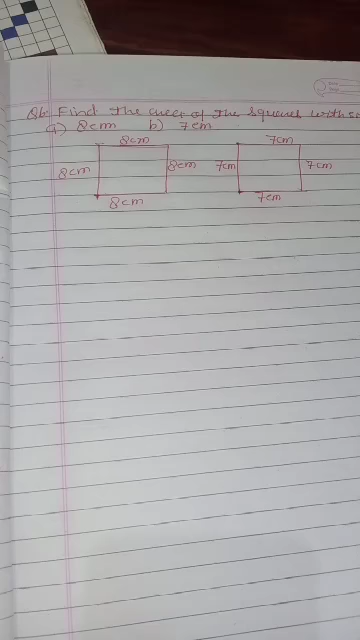 Q6. Find the area of the squares with
a) 8cm b) 7cm
8cm 7cm
8cm 8cm 7cm 7cm
8cm 7cm